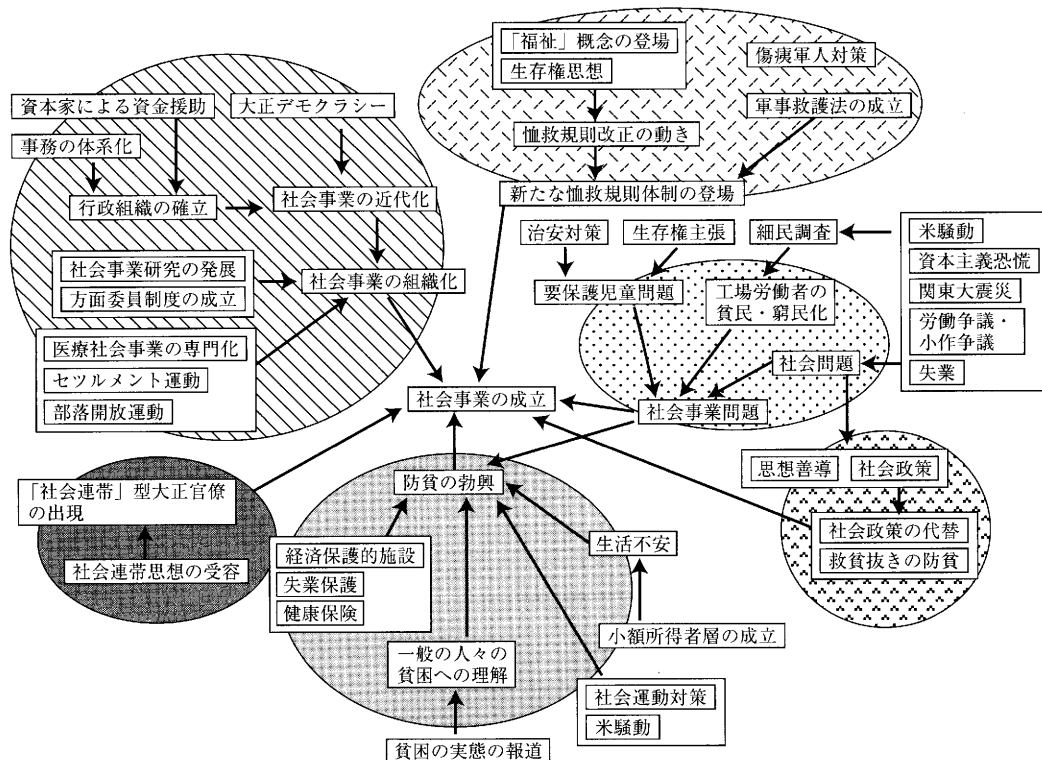 「福祉」概念の登場
生存権思想
傷痍軍人対策
資本家による資金援助
大正デモクラシー
軍事救護法の成立
事務の体系化
恤救規則改正の動き
行政組織の確立
社会事業の近代化
新たな恤救規則体制の登場
治安対策
生存権主張
細民調査
米騒動
社会事業研究の発展
方面委員制度の成立
社会事業の組織化
資本主義恐慌
要保護児童問題
工場労働者の
貧民・窮民化
関東大震災
労働争議・
小作争議
医療社会事業の専門化
セツルメント運動
部落開放運動
社会問題
失業
社会事業の成立
社会事業問題
思想善導
社会政策
「社会連帯」型大正官僚
の出現
防貧の勃興
社会政策の代替
救貧抜きの防貧
経済保護的施設
失業保護
健康保険
生活不安
社会連帯思想の受容
小額所得者層の成立
一般の人々の
貧困への理解
社会運動対策
米騒動
貧困の実態の報道